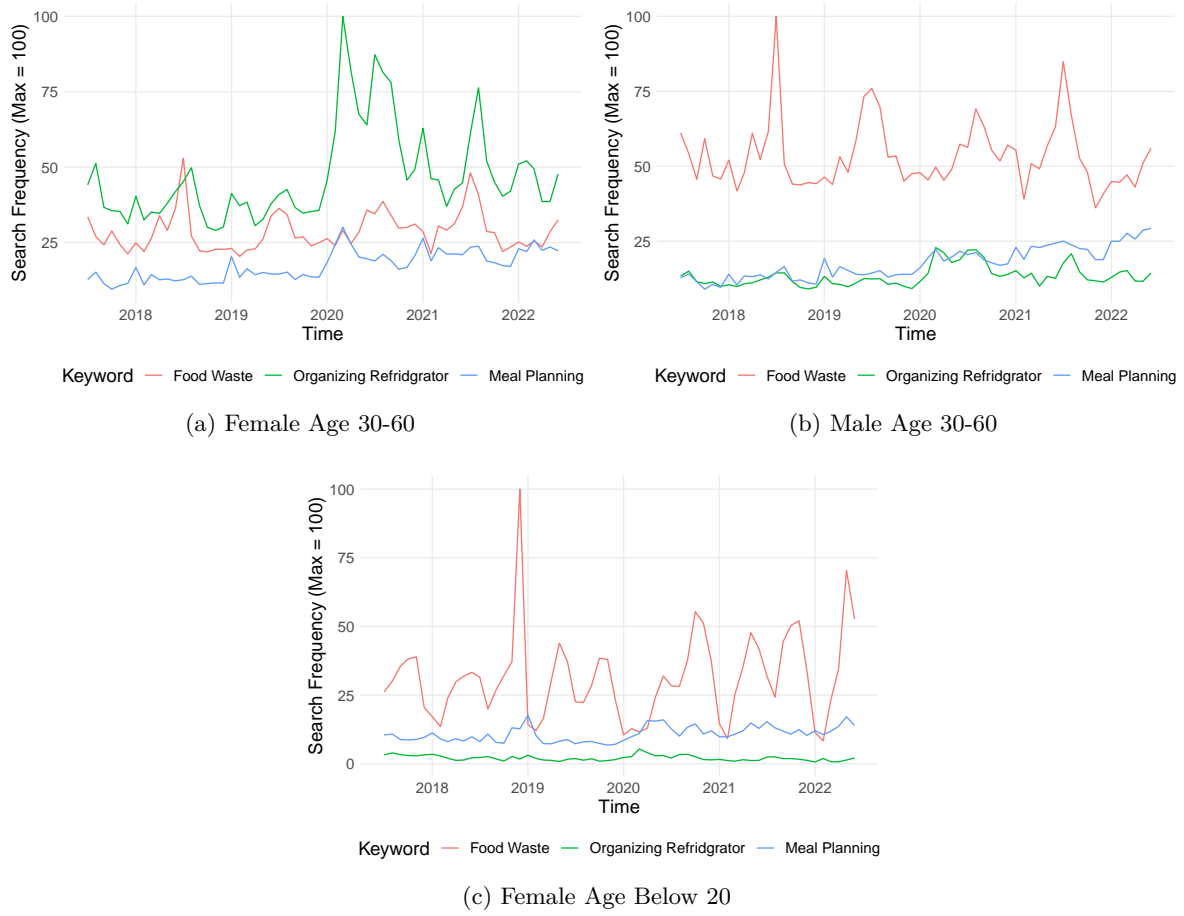 Search Frequency (Max = 100)
100
75
50
25
2018 2019 2020 2021 2022
Time
Keyword Food Waste Organizing Refridgrator Meal Planning
(a) Female Age 30-60
Search Frequency (Max = 100)
100
75
50
25
2018 2019 2020 2021 2022
Time
Keyword Food Waste Organizing Refridgrator Meal Planning
(b) Male Age 30-60
Search Frequency (Max = 100)
100
75
50
25
0
2018 2019 2020 2021 2022
Time
Keyword Food Waste Organizing Refridgrator Meal Planning
(c) Female Age Below 20